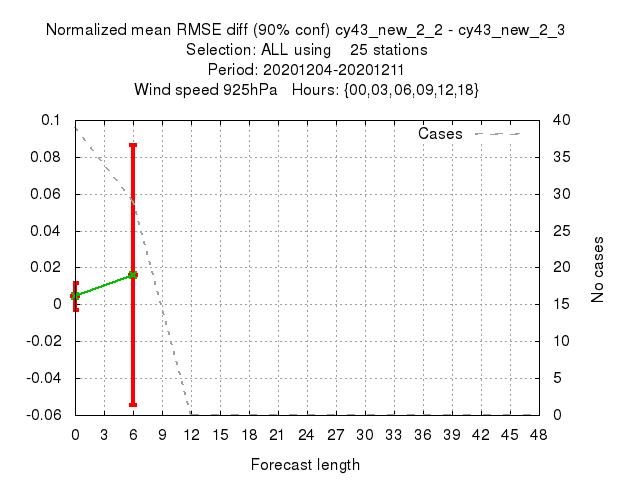 Normalized mean RMSE diff (90% conf) cy43_new_2_2 - cy43_new_2_3
Selection: ALL using    25 stations
Period: 20201204-20201211
Wind speed 925hPa   Hours: {00,03,06,09,12,18}
Cases
0.1
0.08
0.06
0.04
0.02
0
-0.02
-0.04
-0.06
40
35
30
25
20
15
10
5
0
No cases
0 3 6 9 12 15 18 21 24 27 30 33 36 39 42 45 48
Forecast length